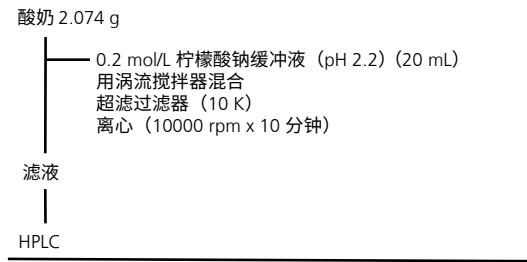 酸奶 2.074 g
0.2 mol/L 柠檬酸钠缓冲液（pH 2.2）(20 mL）
用涡流搅拌器混合
超滤过滤器（10 K）
离心（10000 rpm x 10 分钟）
滤液
HPLC